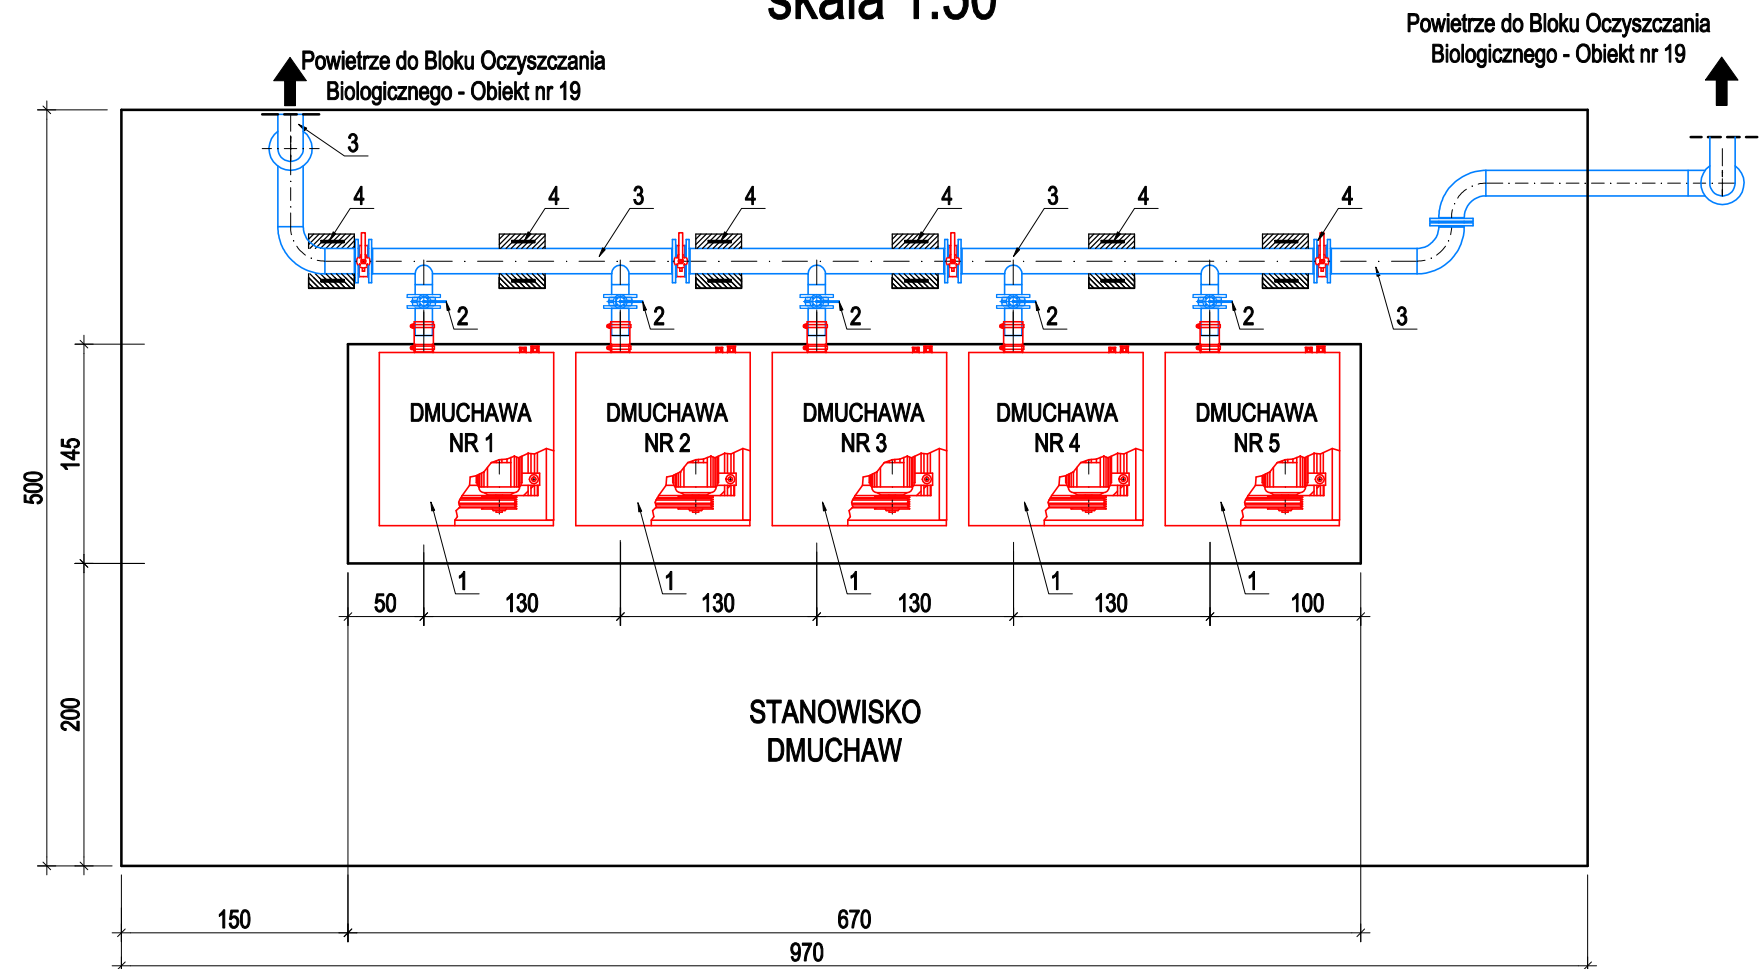 skala 1:50
Powietrze do Bloku Oczyszczania
Biologicznego - Obiekt nr 19
Powietrze do Bloku Oczyszczania
Biologicznego - Obiekt nr 19
3
4
4
3
4
4
3
4
4
2
2
2
2
2
3
DMUCHAWA
NR 1
DMUCHAWA
NR 2
DMUCHAWA
NR 3
DMUCHAWA
NR 4
DMUCHAWA
NR 5
500
145
200
1
1
1
1
1
50
130
130
130
130
100
STANOWISKO
DMUCHAW
150
670
970